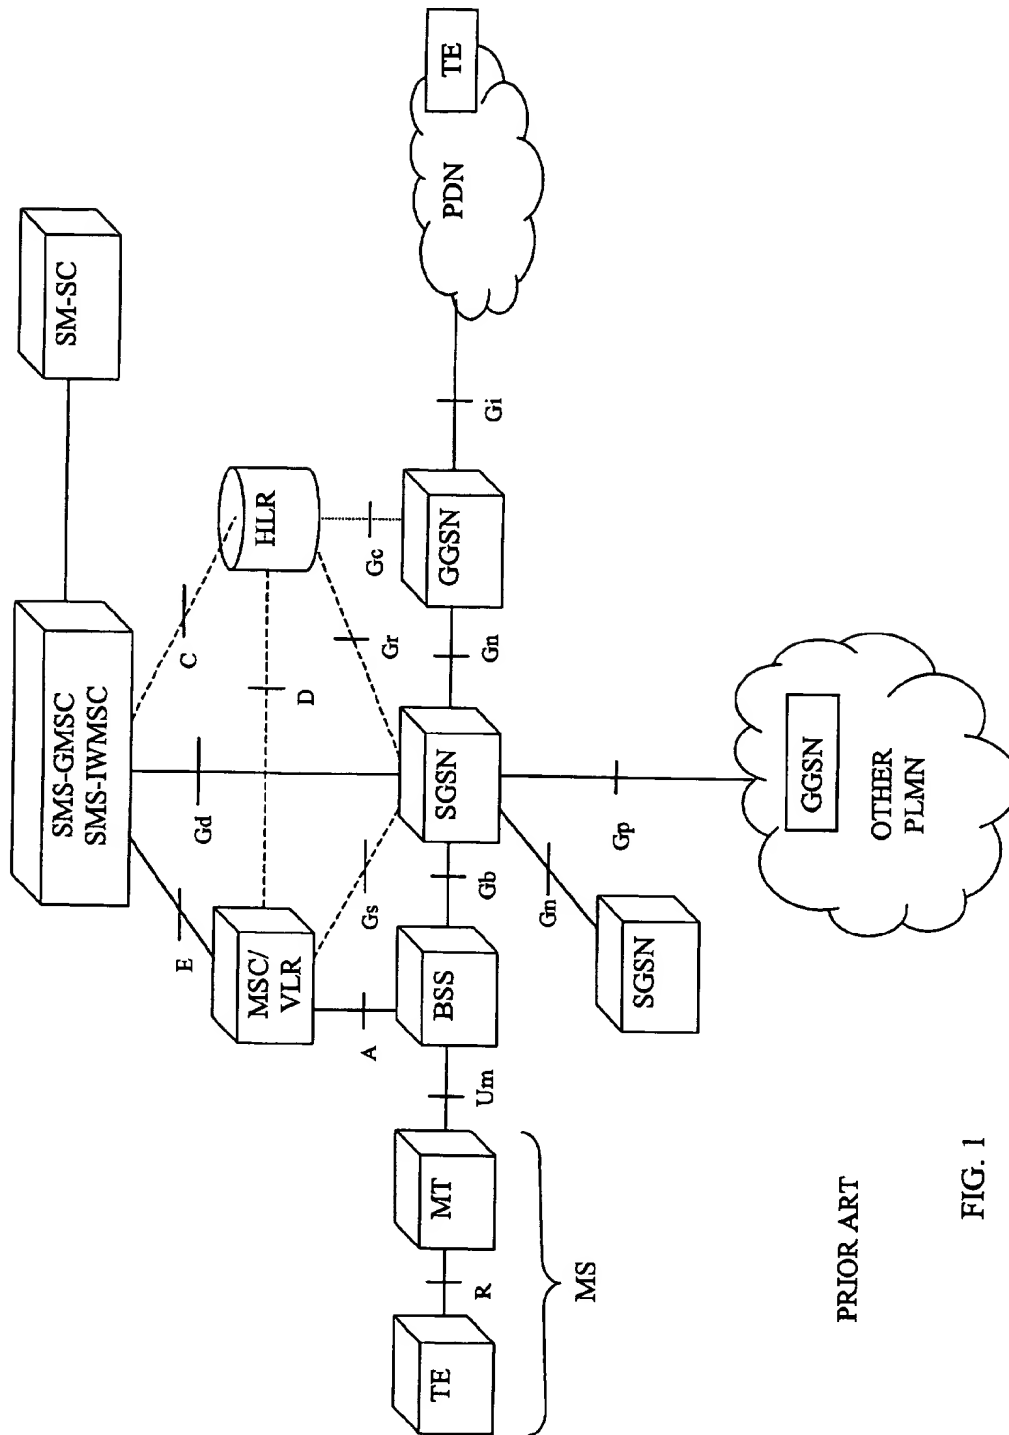 SM-SC
SMS-GMSC
SMS-IWMSC
C
E
Gd
D
HLR
MSC/
VLR
Gs
Gr
Gc
A
TE
R
MT
Um
BSS
Gb
SGSN
Gn
GGSN
Gi
PDN
TE
MS
Gn
Gp
SGSN
GGSN
OTHER
PLMN
PRIOR ART
FIG. 1